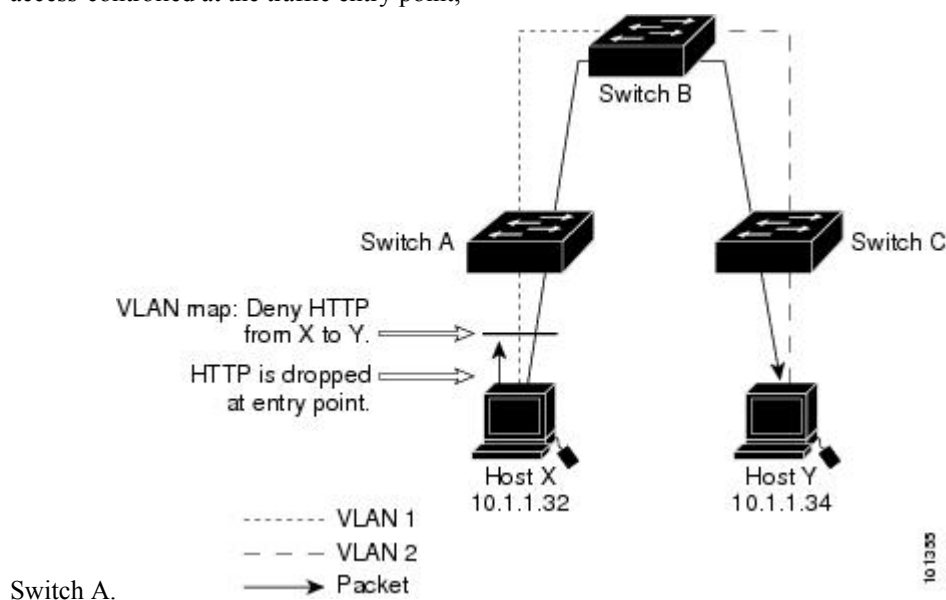 access-controlled at the traffic entry point,
Switch B
Switch A
Switch C
VLAN map: Deny HTTP
from X to Y.
HTTP is dropped
at entry point.
Host X
10.1.1.32
Host Y
10.1.1.34
VLAN 1
VLAN 2
Packet
101355
Switch A.